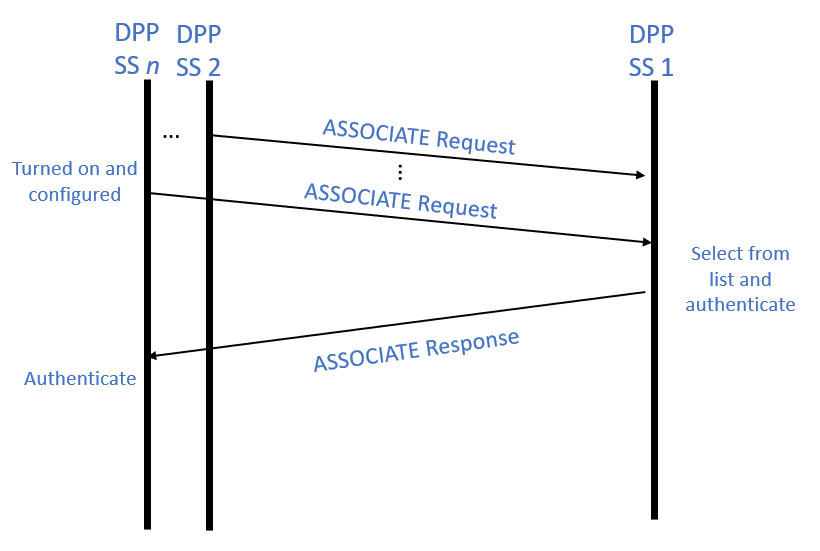 DPP
SS n
DPP
SS 2
DPP
SS 1
...
ASSOCIATE Request
...
Turned on and
configured
ASSOCIATE Request
Select from
list and
authenticate
ASSOCIATE Response
Authenticate